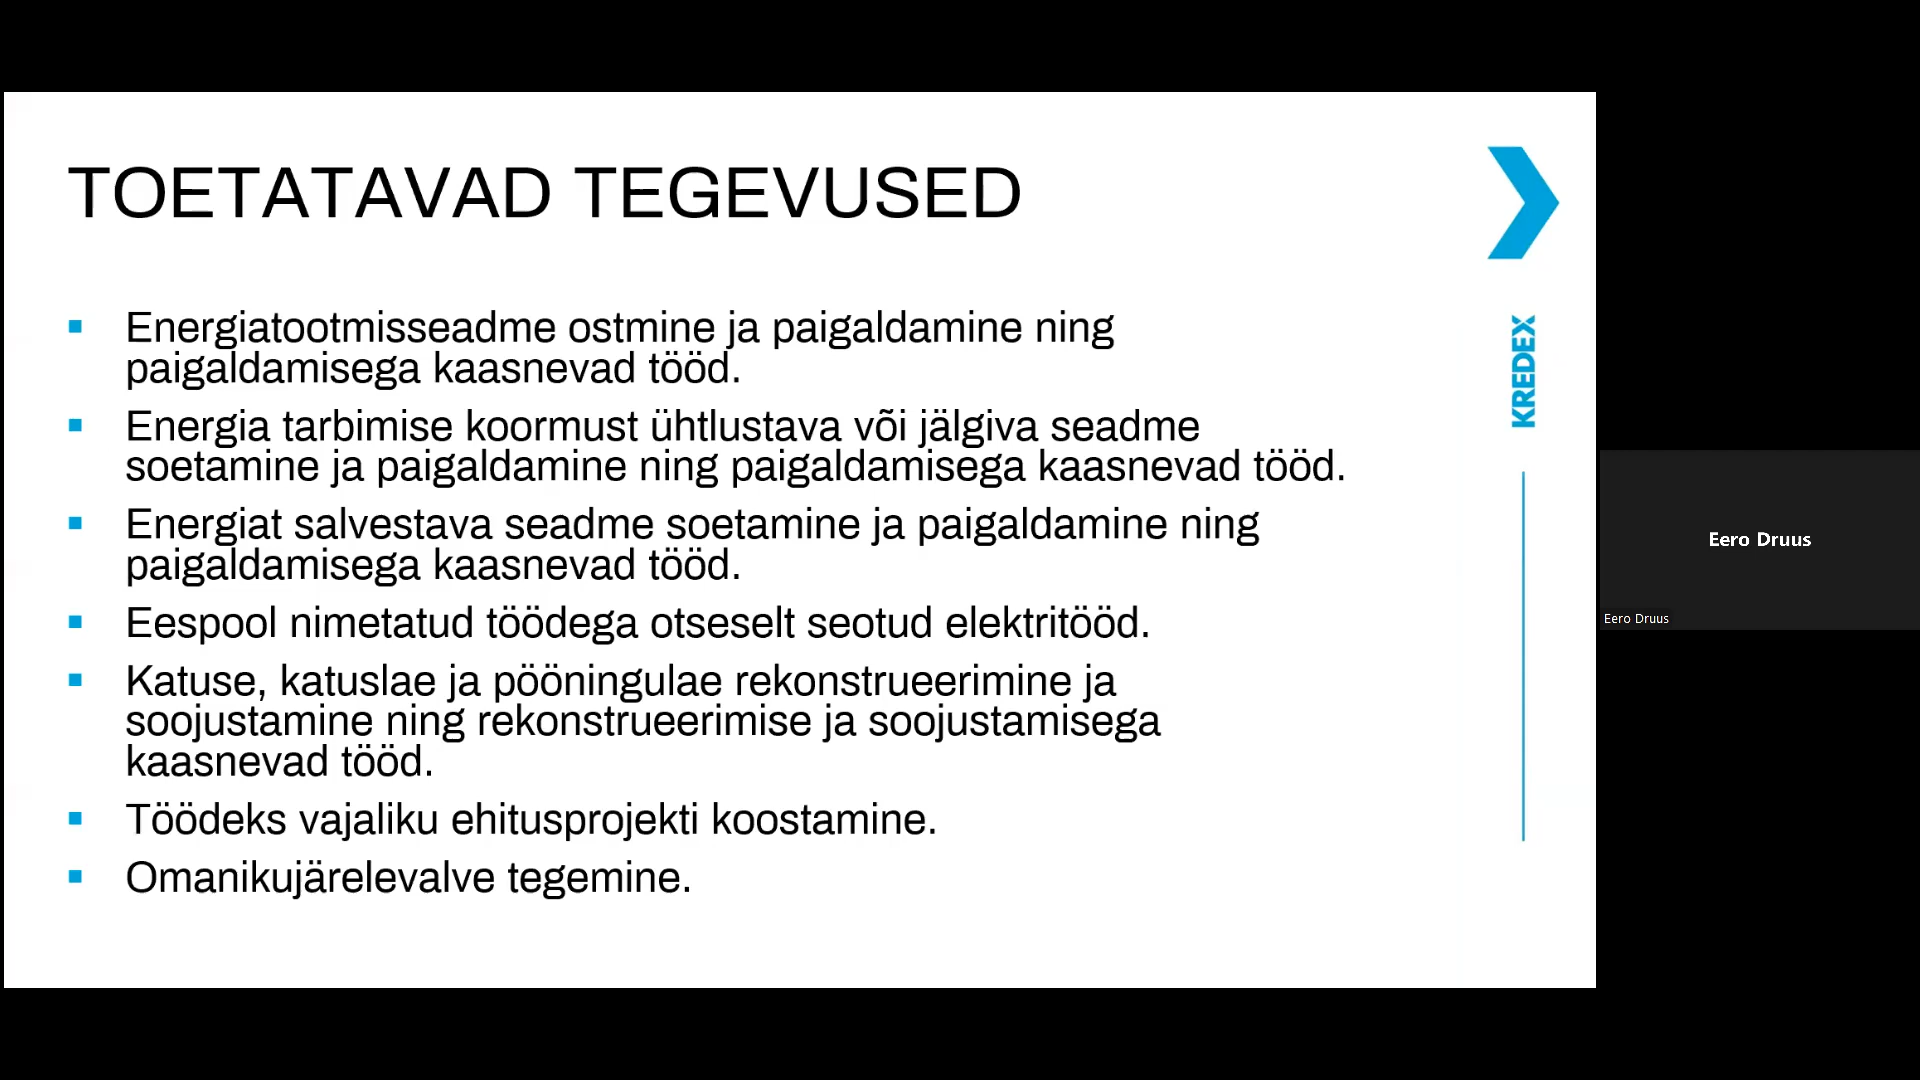 TOETATAVAD TEGEVUSED
Energiatootmisseadme ostmine ja paigaldamine ning
paigaldamisega kaasnevad tööd.
Energia tarbimise koormust ühtlustava või jälgiva seadme
soetamine ja paigaldamine ning paigaldamisega kaasnevad tööd.
Energiat salvestava seadme soetamine ja paigaldamine ning
paigaldamisega kaasnevad tööd.
Eespool nimetatud töödega otseselt seotud elektritööd.
Katuse, katuslae ja pööningulae rekonstrueerimine ja
soojustamine ning rekonstrueerimise ja soojustamisega
kaasnevad tööd.
Töödeks vajaliku ehitusprojekti koostamine.
Omanikujärelevalve tegemine.
KREDEX
Eero Druus
Eero Druus